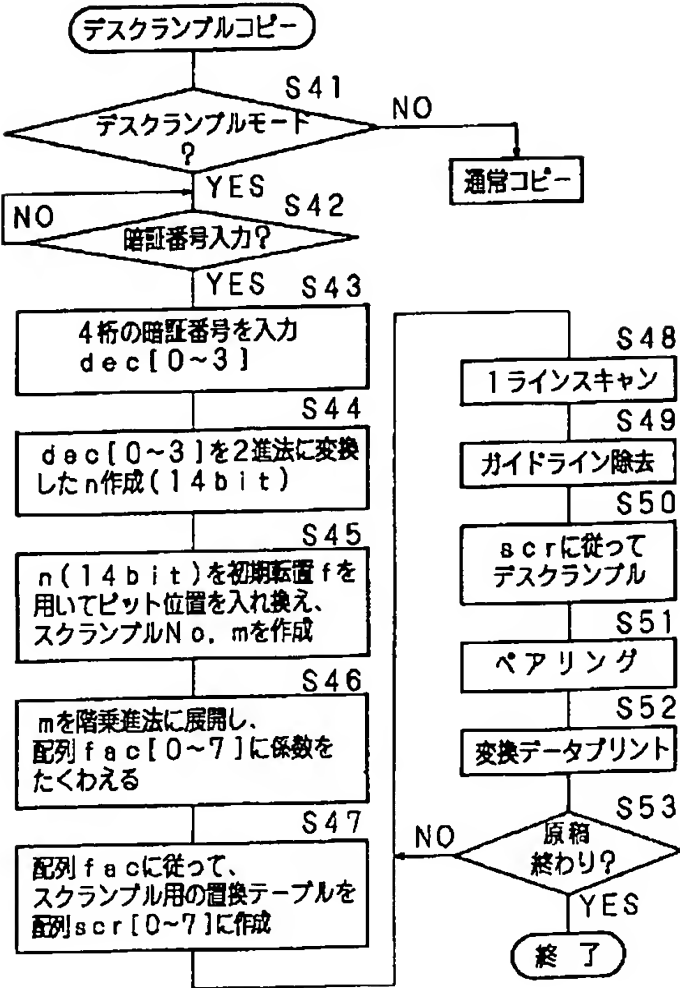 デスクランブルコピー
S41
デスクランブルモード
?
NO
通常コピー
YES
S42
NO
暗証番号入力?
YES
S43
4桁の暗証番号を入力
dec[0~3]
S44
dec[0~3]を2進法に変換
したn作成(14bit)
S45
n(14bit)を初期転置fを
用いてビット位置を入れ換え、
スクランブルNo.mを作成
S46
mを階乗進法に展開し、
配列fac[0~7]に係数を
たくわえる
S47
配列facに従って、
スクランブル用の置換テーブルを
配列scr[0~7]に作成
S48
1ラインスキャン
S49
ガイドライン除去
S50
scrに従って
デスクランブル
S51
ペアリング
S52
変換データプリント
S53
NO
原稿
終わり?
YES
終了